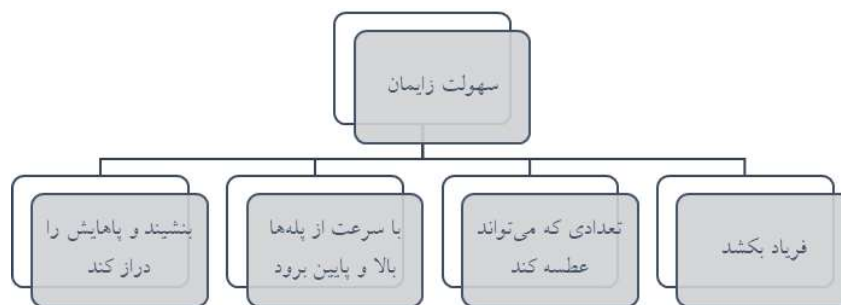 سهولت زایمان
فریاد بکشد
تعدادی که می‌تواند
عطسه کند
با سرعت از پله‌ها
بالا و پایین برود
بنشیند و پاهایش را
دراز کند